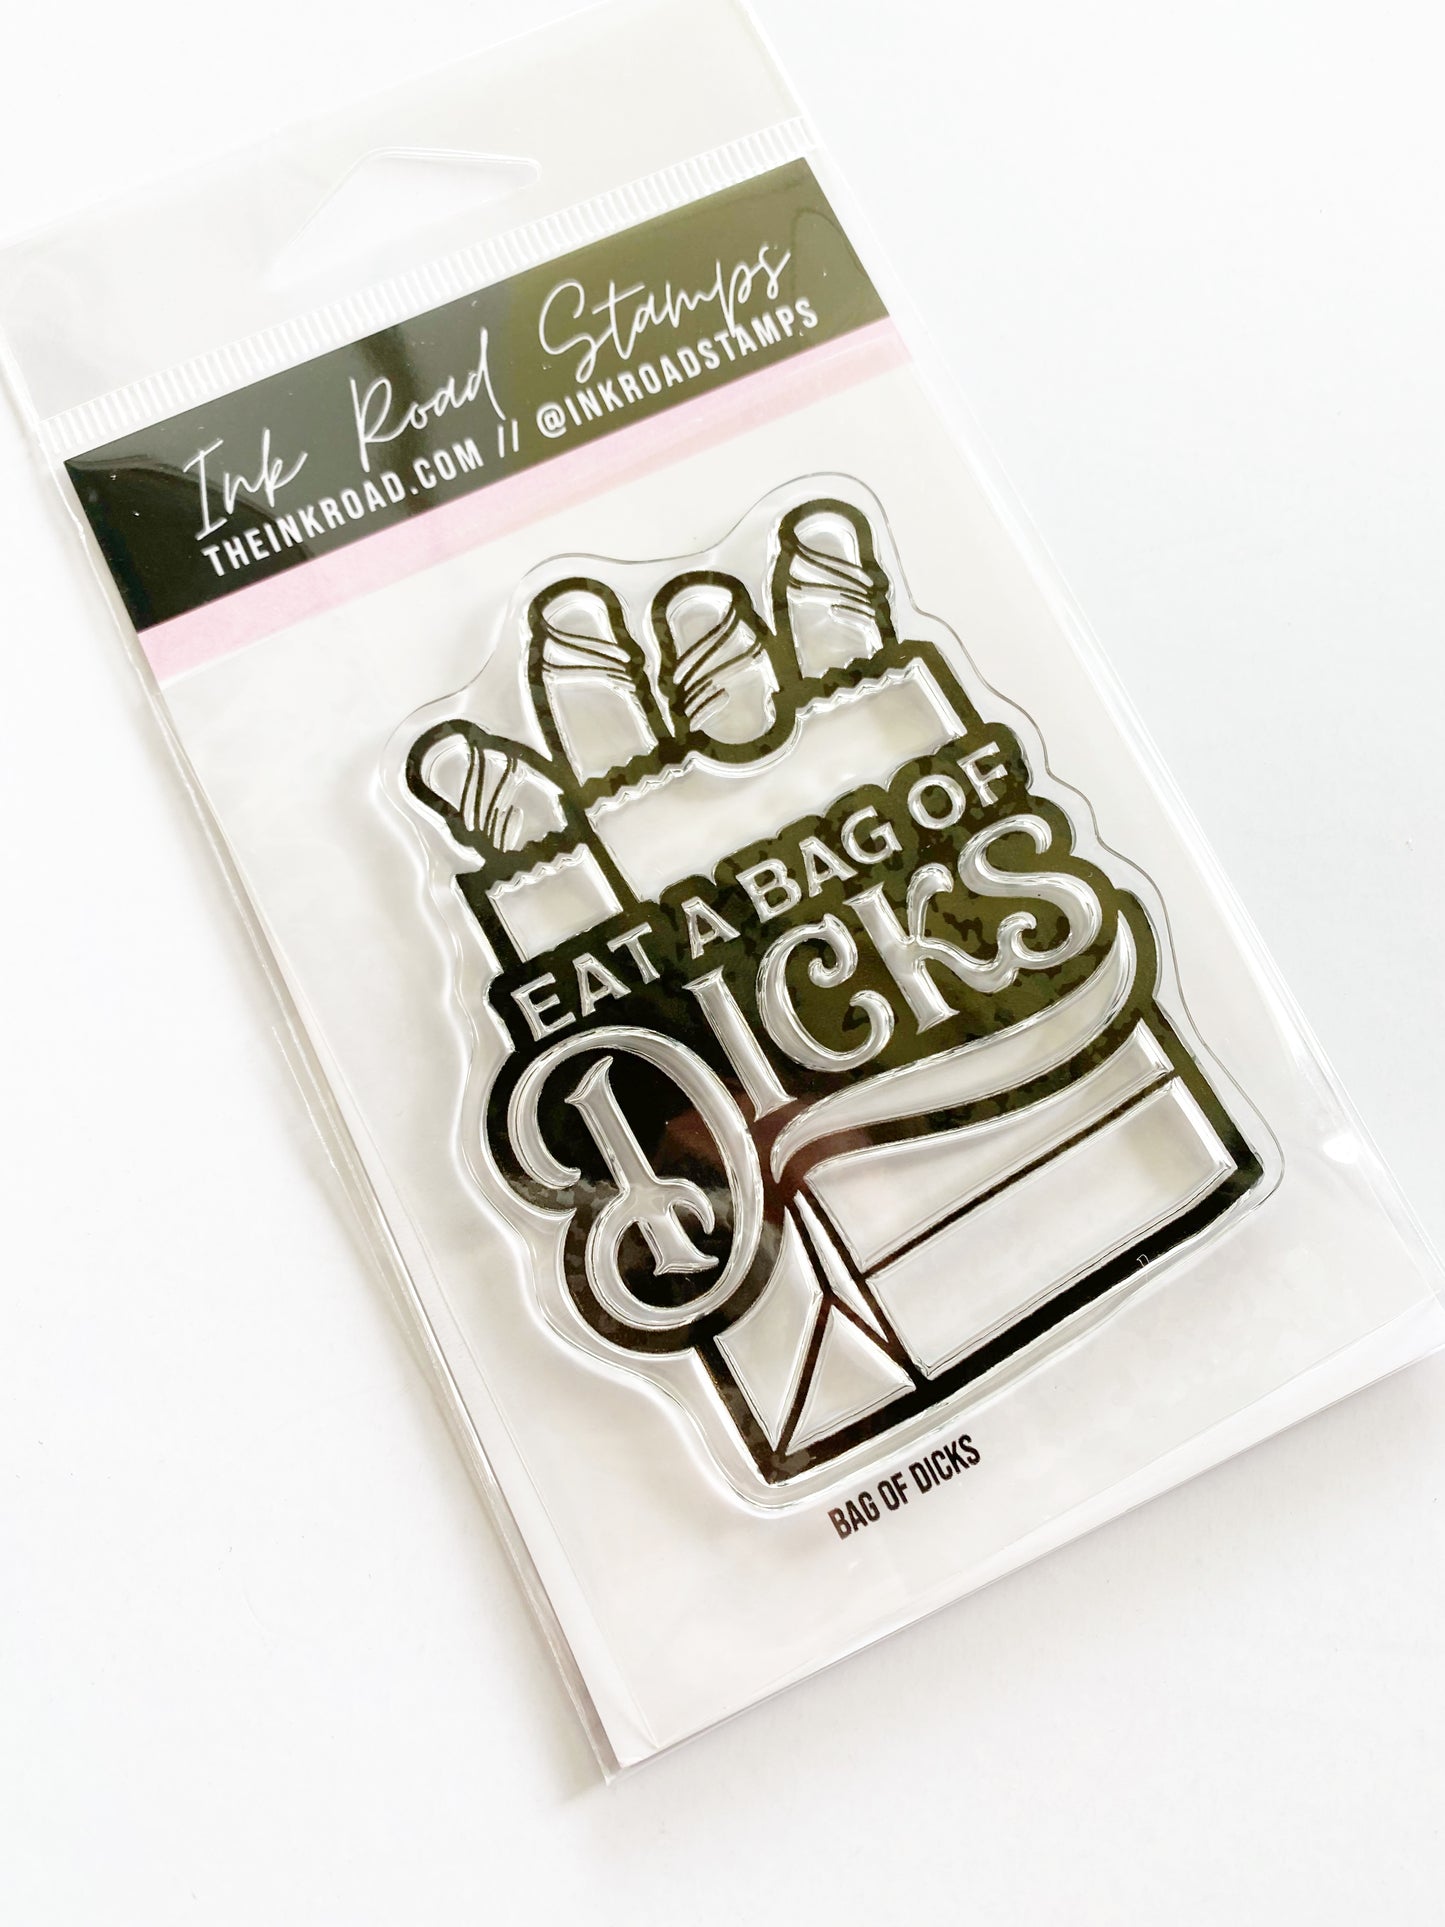 Ink Road Stamps
THEINKROAD.COM // @INKROADSTAMPS
EAT A BAG OF
DICKS
BAG OF DICKS